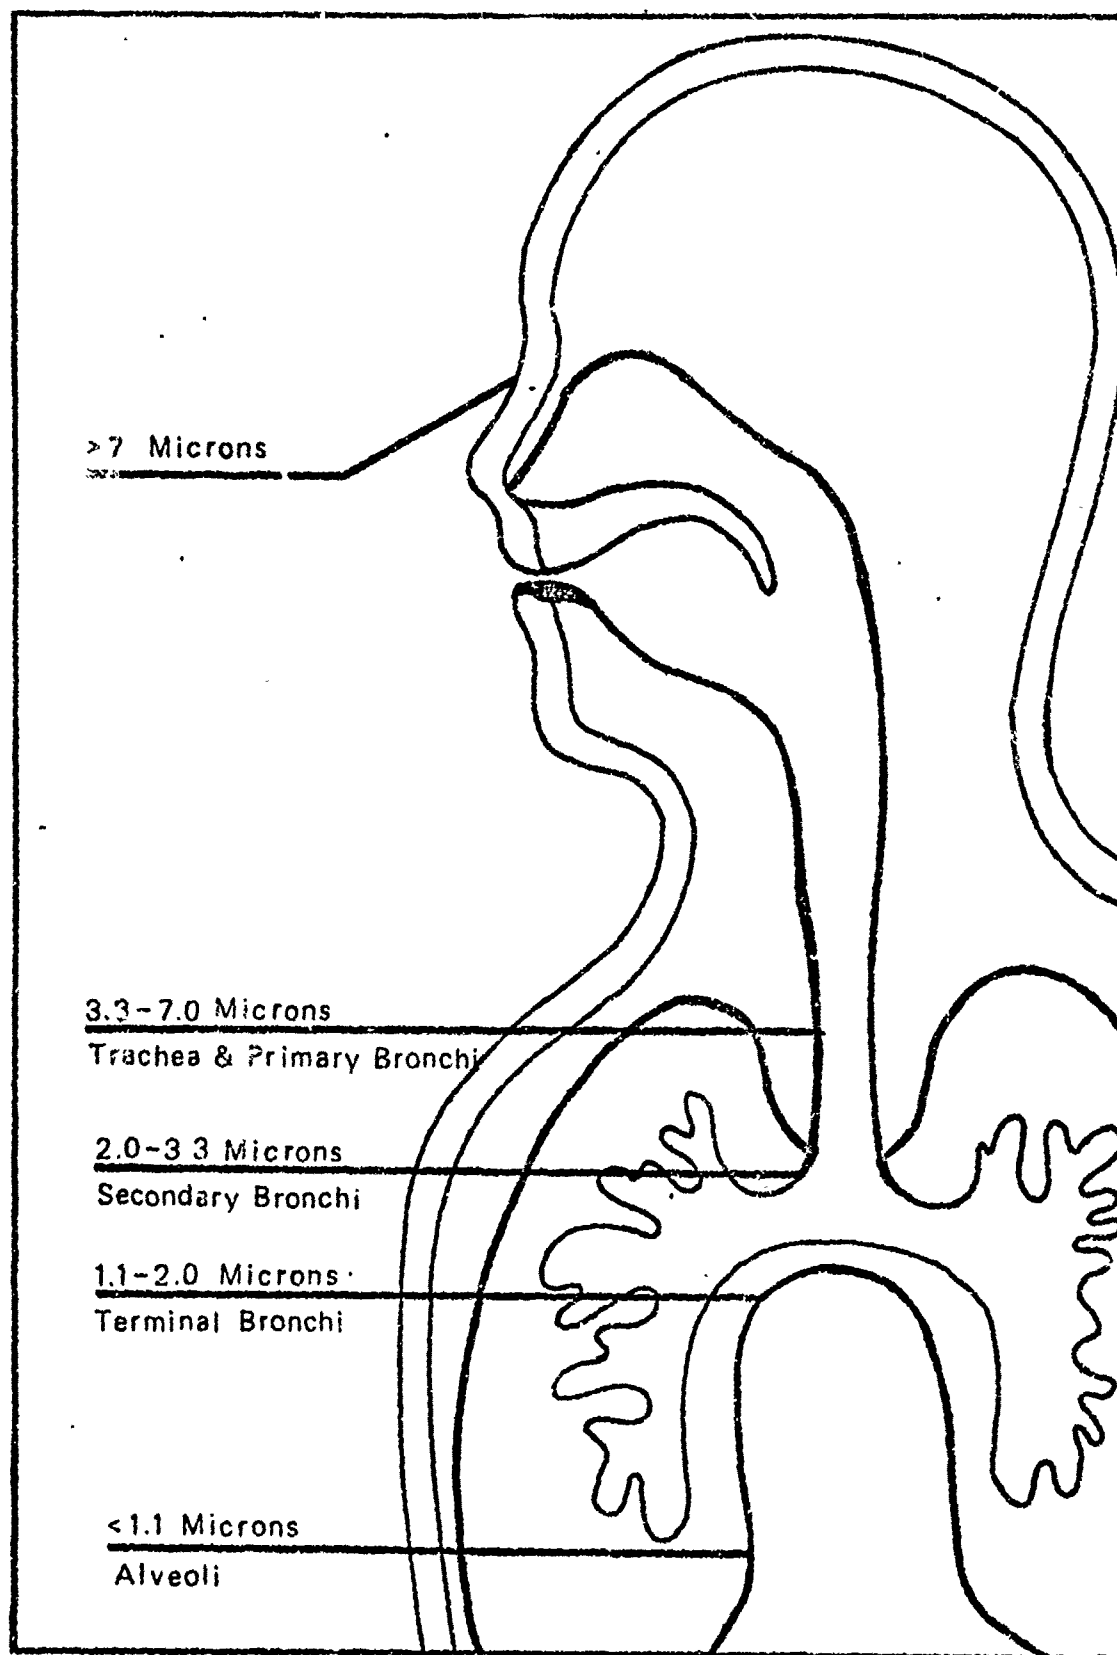 >7 Microns
3.3-7.0 Microns
Trachea & Primary Bronchi
2.0-3 3 Microns
Secondary Bronchi
1.1-2.0 Microns
Terminal Bronchi
<1.1 Microns
Alveoli